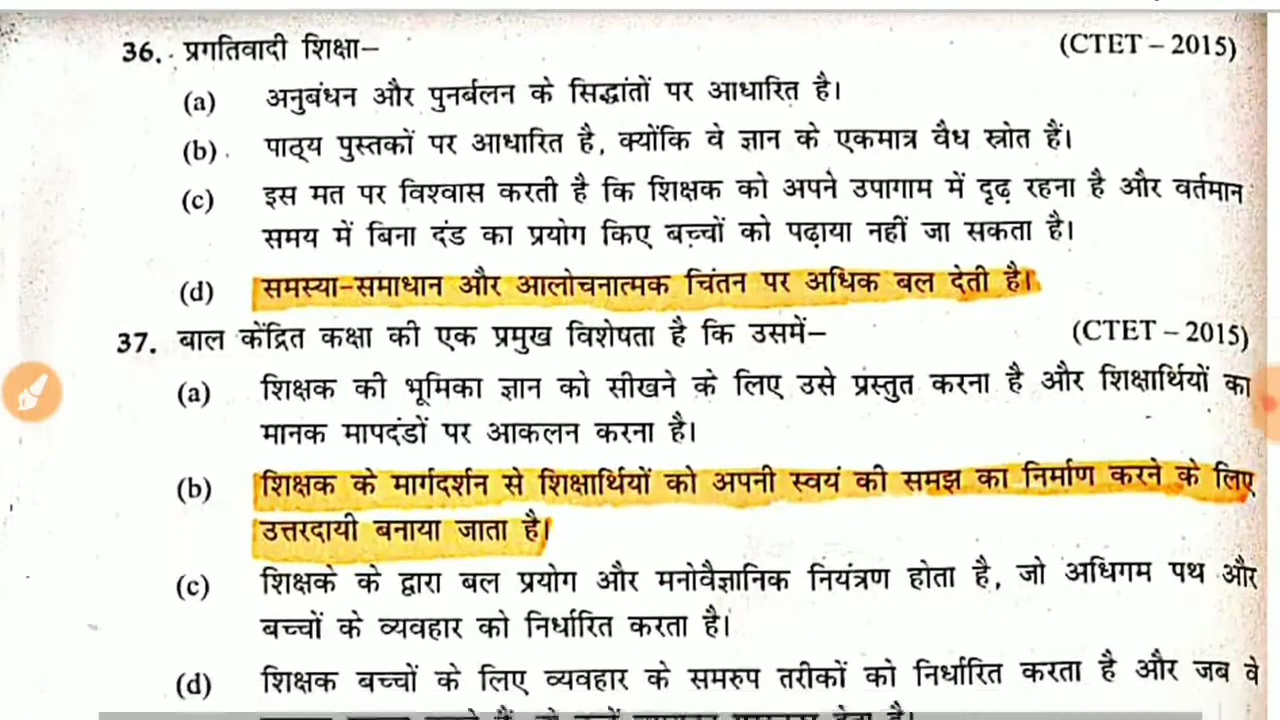 36. प्रगतिवादी शिक्षा– (CTET – 2015)
(a) अनुबंधन और पुनर्बलन के सिद्धांतों पर आधारित है।
(b) पाठ्य पुस्तकों पर आधारित है, क्योंकि वे ज्ञान के एकमात्र वैध स्रोत हैं।
(c) इस मत पर विश्वास करती है कि शिक्षक को अपने उपागाम में दृढ़ रहना है और वर्तमान
समय में बिना दंड का प्रयोग किए बच्चों को पढ़ाया नहीं जा सकता है।
(d) समस्या-समाधान और आलोचनात्मक चिंतन पर अधिक बल देती है।
37. बाल केंद्रित कक्षा की एक प्रमुख विशेषता है कि उसमें– (CTET – 2015)
(a) शिक्षक की भूमिका ज्ञान को सीखने के लिए उसे प्रस्तुत करना है और शिक्षार्थियों का
मानक मापदंडों पर आकलन करना है।
(b) शिक्षक के मार्गदर्शन से शिक्षार्थियों को अपनी स्वयं की समझ का निर्माण करने के लिए
उत्तरदायी बनाया जाता है।
(c) शिक्षके के द्वारा बल प्रयोग और मनोवैज्ञानिक नियंत्रण होता है, जो अधिगम पथ और
बच्चों के व्यवहार को निर्धारित करता है।
(d) शिक्षक बच्चों के लिए व्यवहार के समरुप तरीकों को निर्धारित करता है और जब वे